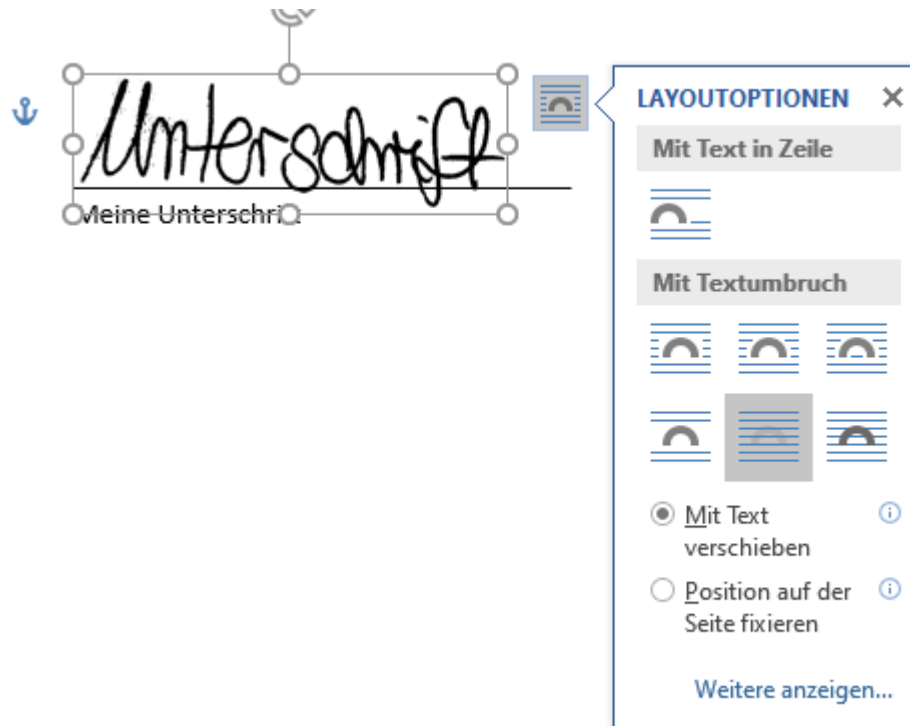 Unterschrift
Meine Unterschrift
LAYOUTOPTIONEN
Mit Text in Zeile
Mit Textumbruch
Mit Text
verschieben
Position auf der
Seite fixieren
Weitere anzeigen...